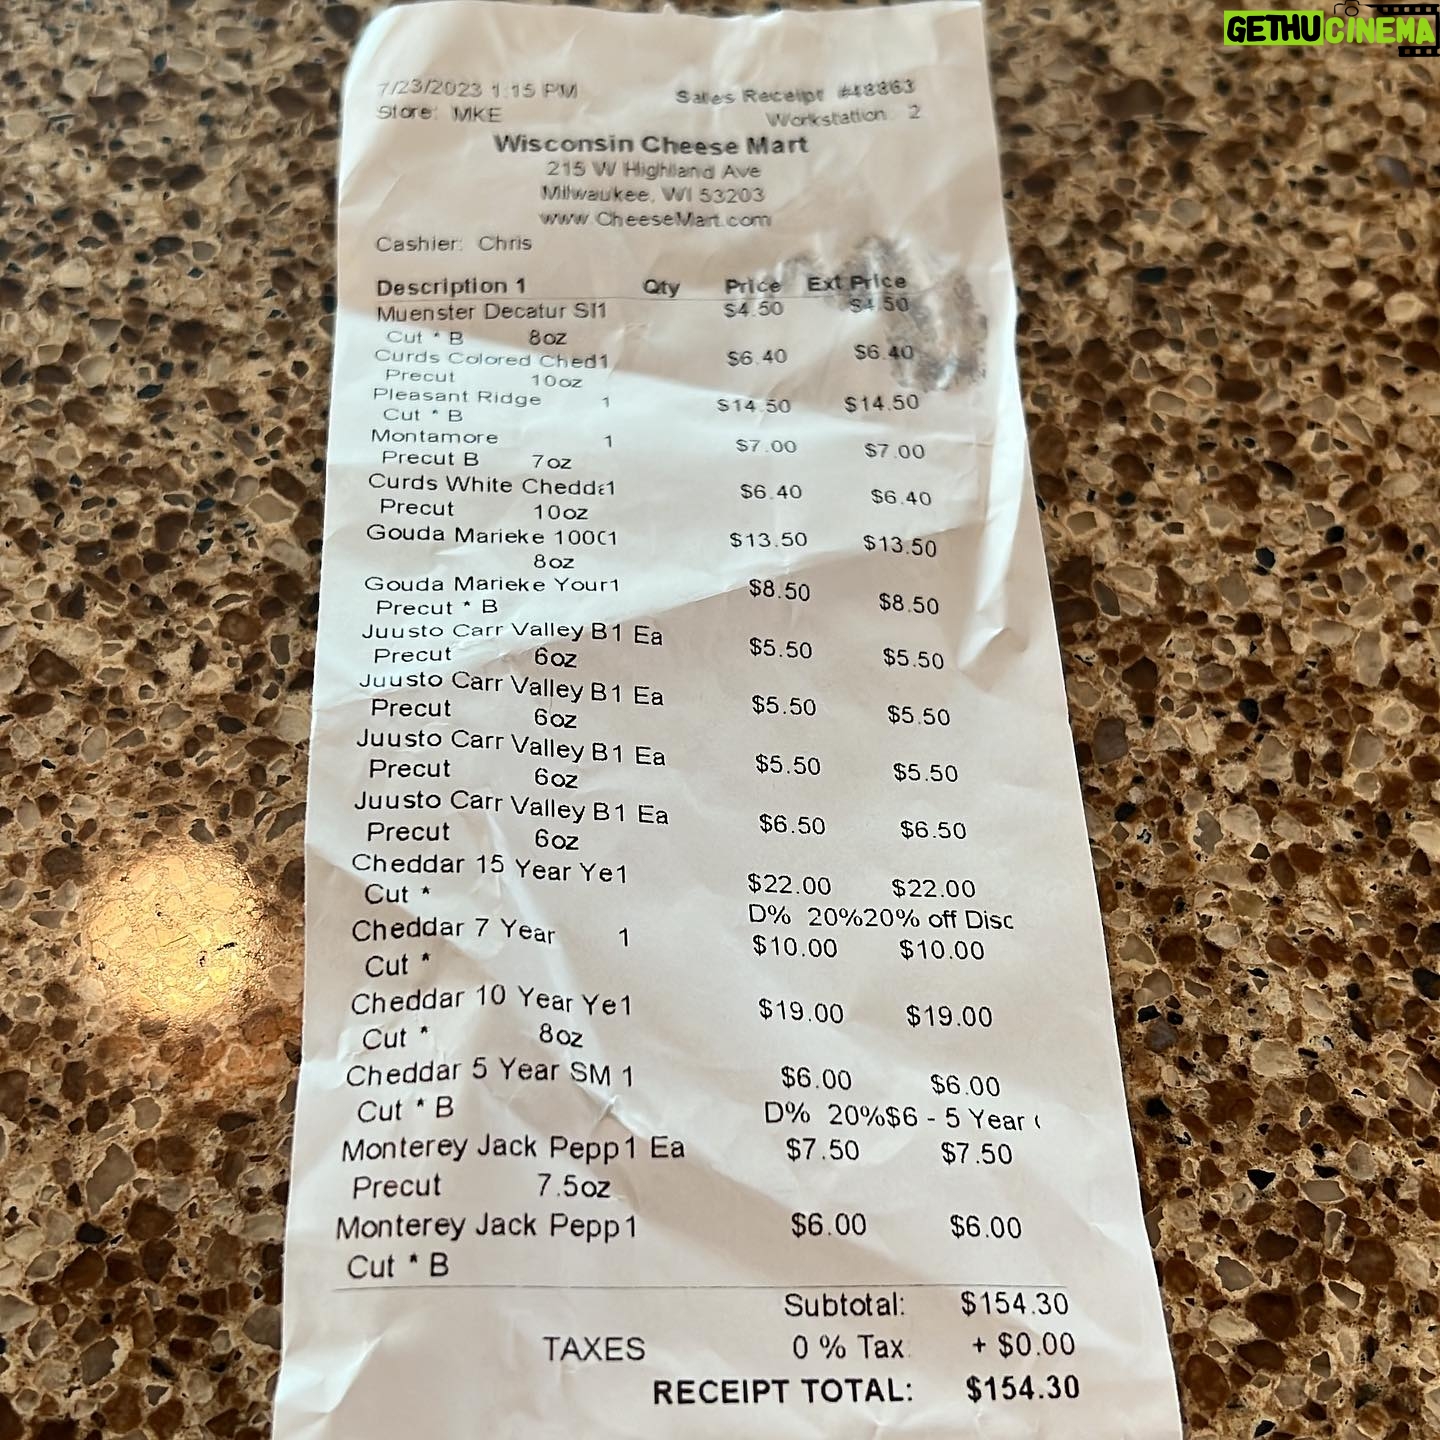 GETHUCINEMA
7/23/2023 1:15 PM Sales Receipt #48863
Store: MKE Workstation: 2
Wisconsin Cheese Mart
215 W Highland Ave
Milwaukee, WI 53203
www.CheeseMart.com
Cashier: Chris
Description 1 Qty Price Ext Price
Muenster Decatur Sl1 $4.50 $4.50
Cut * B 8oz
Curds Colored Ched1 $6.40 $6.40
Precut 10oz
Pleasant Ridge 1 $14.50 $14.50
Cut * B
Montamore 1 $7.00 $7.00
Precut B 7oz
Curds White Chedda1 $6.40 $6.40
Precut 10oz
Gouda Marieke 100(1 $13.50 $13.50
8oz
Gouda Marieke Your1 $8.50 $8.50
Precut * B
Juusto Carr Valley B1 Ea $5.50 $5.50
Precut 6oz
Juusto Carr Valley B1 Ea $5.50 $5.50
Precut 6oz
Juusto Carr Valley B1 Ea $5.50 $5.50
Precut 6oz
Juusto Carr Valley B1 Ea $6.50 $6.50
Precut 6oz
Cheddar 15 Year Ye1 $22.00 $22.00
Cut * D% 20%20% off Disc
Cheddar 7 Year 1 $10.00 $10.00
Cut *
Cheddar 10 Year Ye1 $19.00 $19.00
Cut * 8oz
Cheddar 5 Year SM 1 $6.00 $6.00
Cut * B D% 20%$6 - 5 Year
Monterey Jack Pepp1 Ea $7.50 $7.50
Precut 7.5oz
Monterey Jack Pepp1 $6.00 $6.00
Cut * B
Subtotal: $154.30
TAXES 0 % Tax + $0.00
RECEIPT TOTAL: $154.30